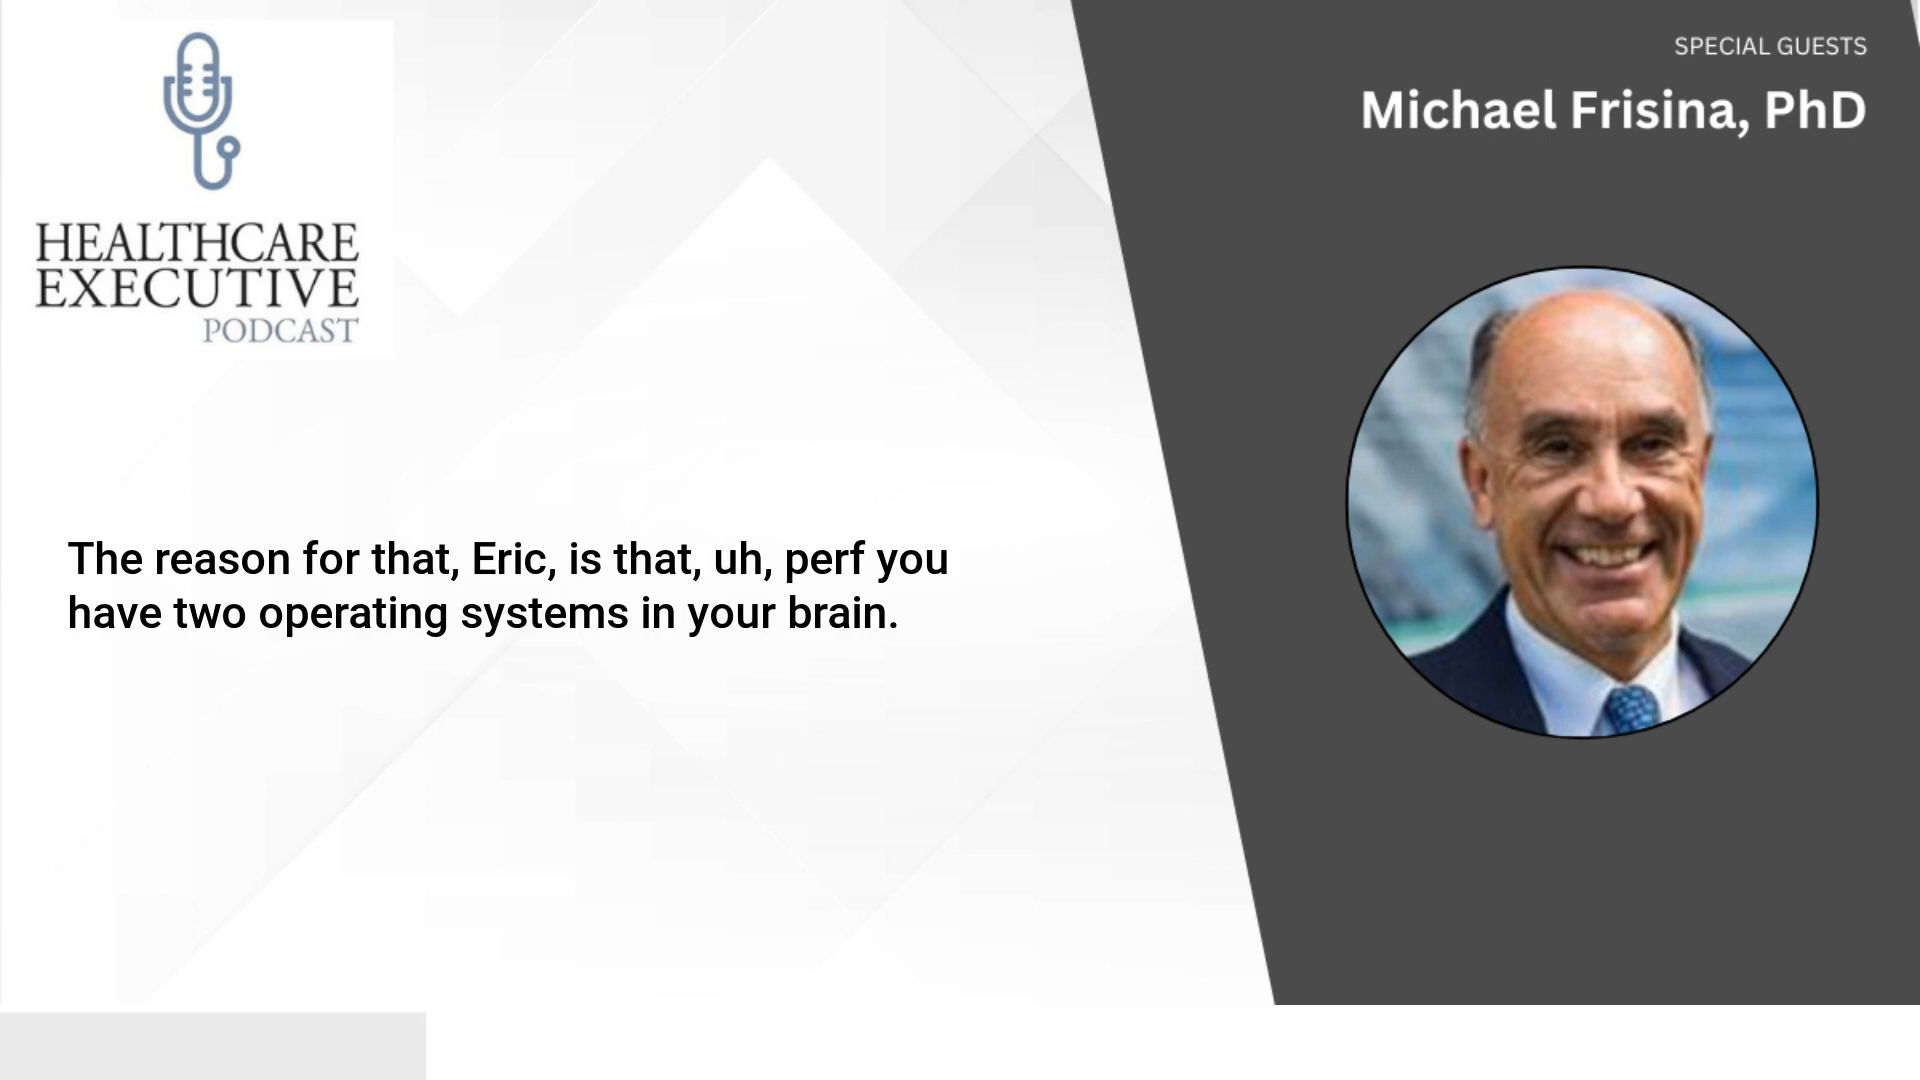 HEALTHCARE
EXECUTIVE
PODCAST
SPECIAL GUESTS
Michael Frisina, PhD
The reason for that, Eric, is that, uh, perf you
have two operating systems in your brain.